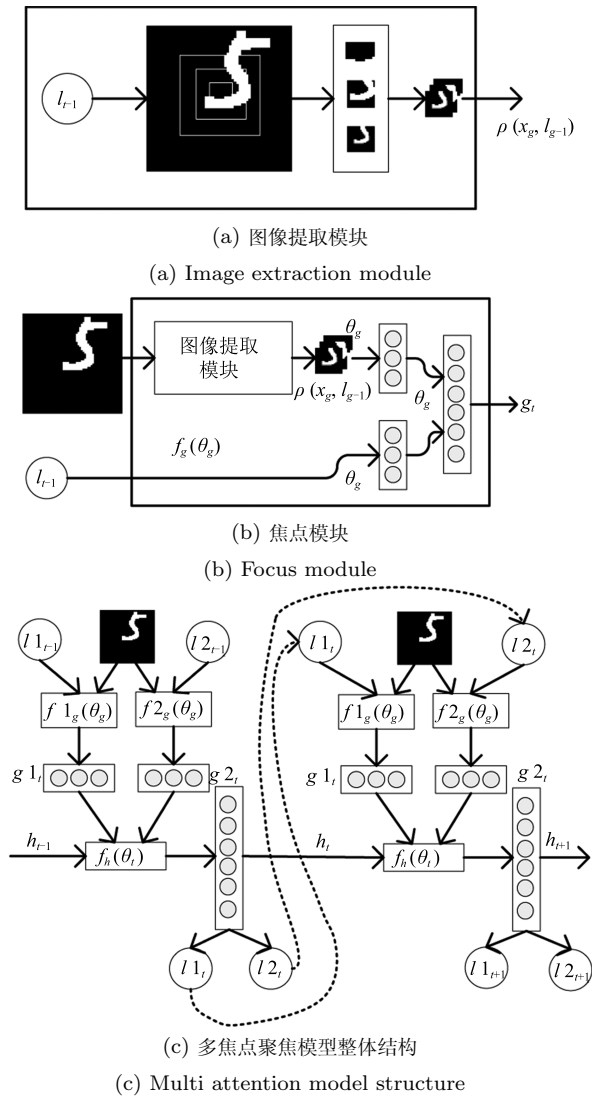 l_{t−1}
ρ (x_g, l_{g−1})
(a) 图像提取模块
(a) Image extraction module
图像提取
模块
θ_g
ρ (x_g, l_{g−1})
θ_g
g_t
f_g(θ_g)
l_{t−1}
θ_g
(b) 焦点模块
(b) Focus module
l 1_{t−1} l 2_{t−1} l 1_t l 2_t
f 1_g(θ_g) f 2_g(θ_g) f 1_g(θ_g) f 2_g(θ_g)
g 1_t g 2_t g 1_t g 2_t
h_{t−1} f_h(θ_t) h_t f_h(θ_t) h_{t+1}
l 1_t l 2_t l 1_{t+1} l 2_{t+1}
(c) 多焦点聚焦模型整体结构
(c) Multi attention model structure